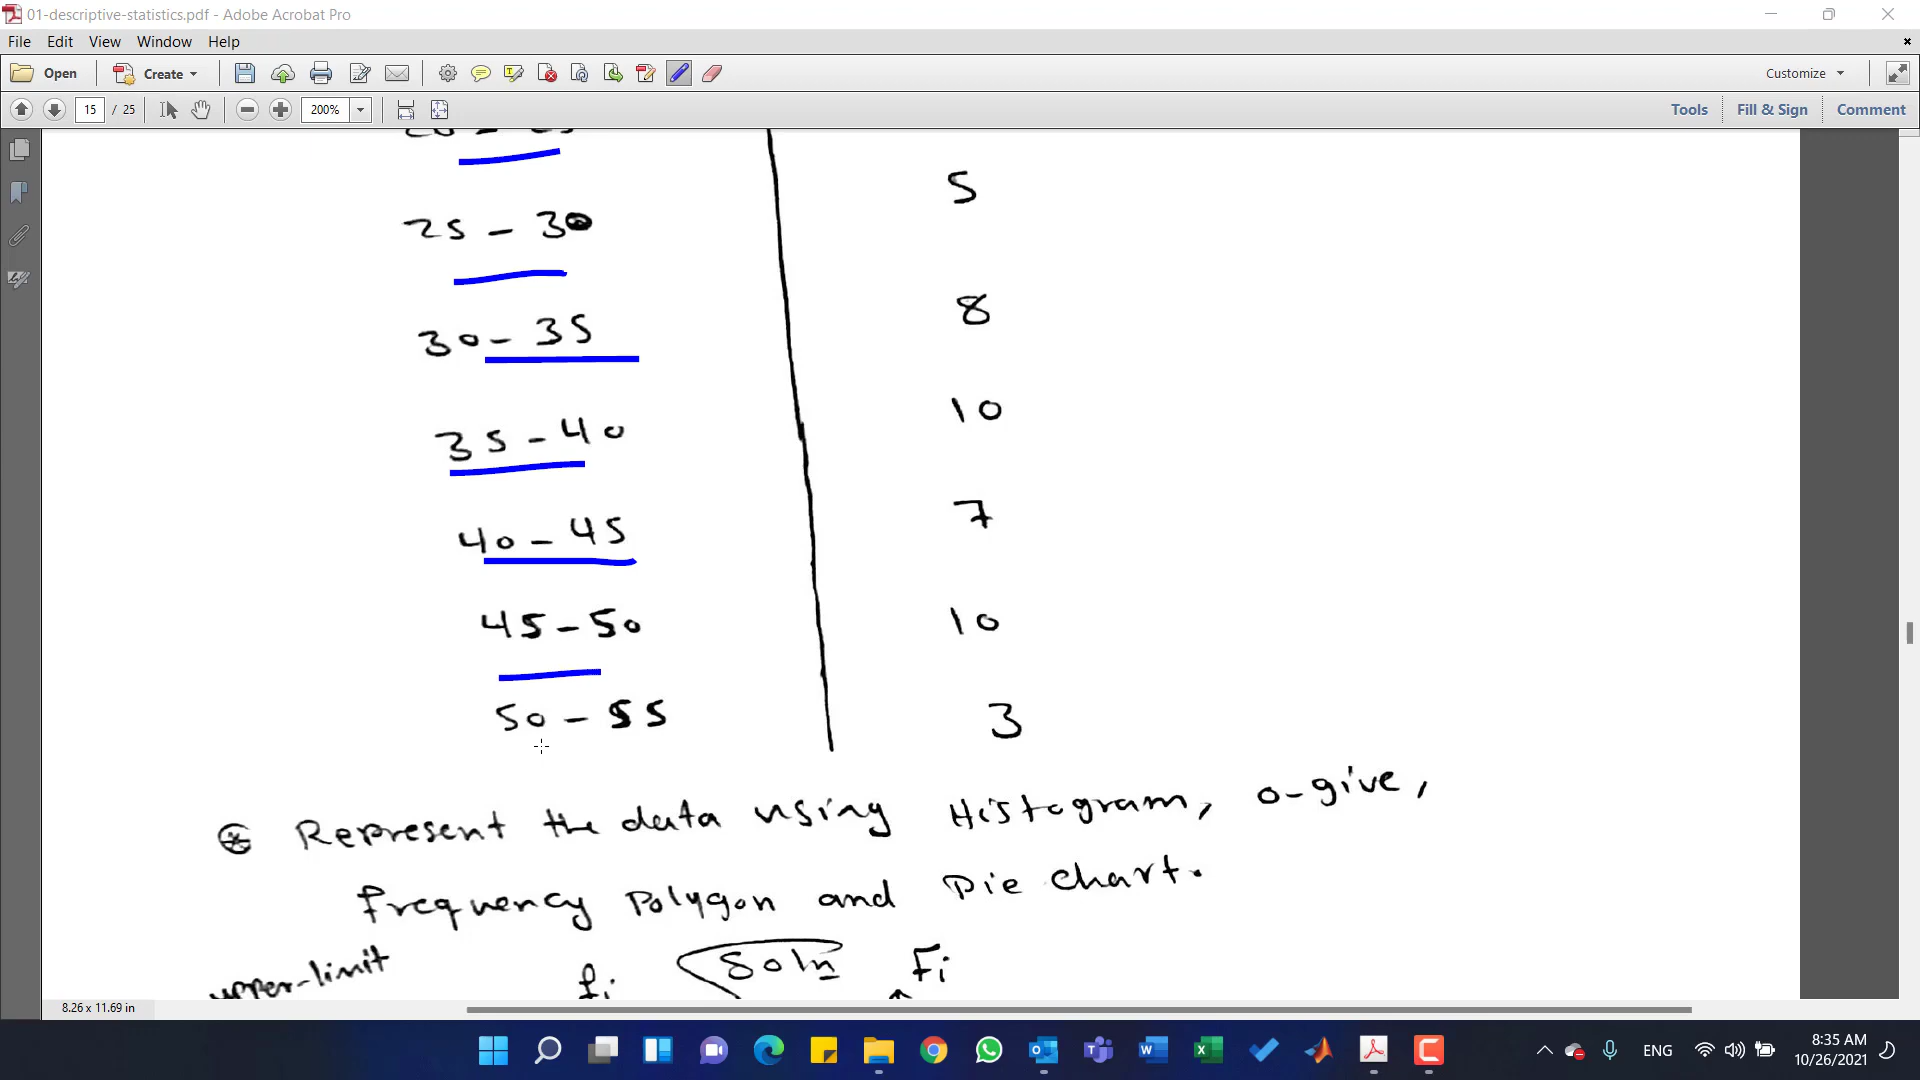 01-descriptive-statistics.pdf - Adobe Acrobat Pro
File Edit View Window Help
Open Create Customize
15 / 25 200% Tools Fill & Sign Comment
5
25 - 30
8
30 - 35
10
35 - 40
7
40 - 45
10
45 - 50
50 - 55 3
Represent the data using Histogram, o-give,
frequency Polygon and Pie chart.
upper-limit fi Soln Fi
8.26 x 11.69 in
ENG 8:35 AM
10/26/2021